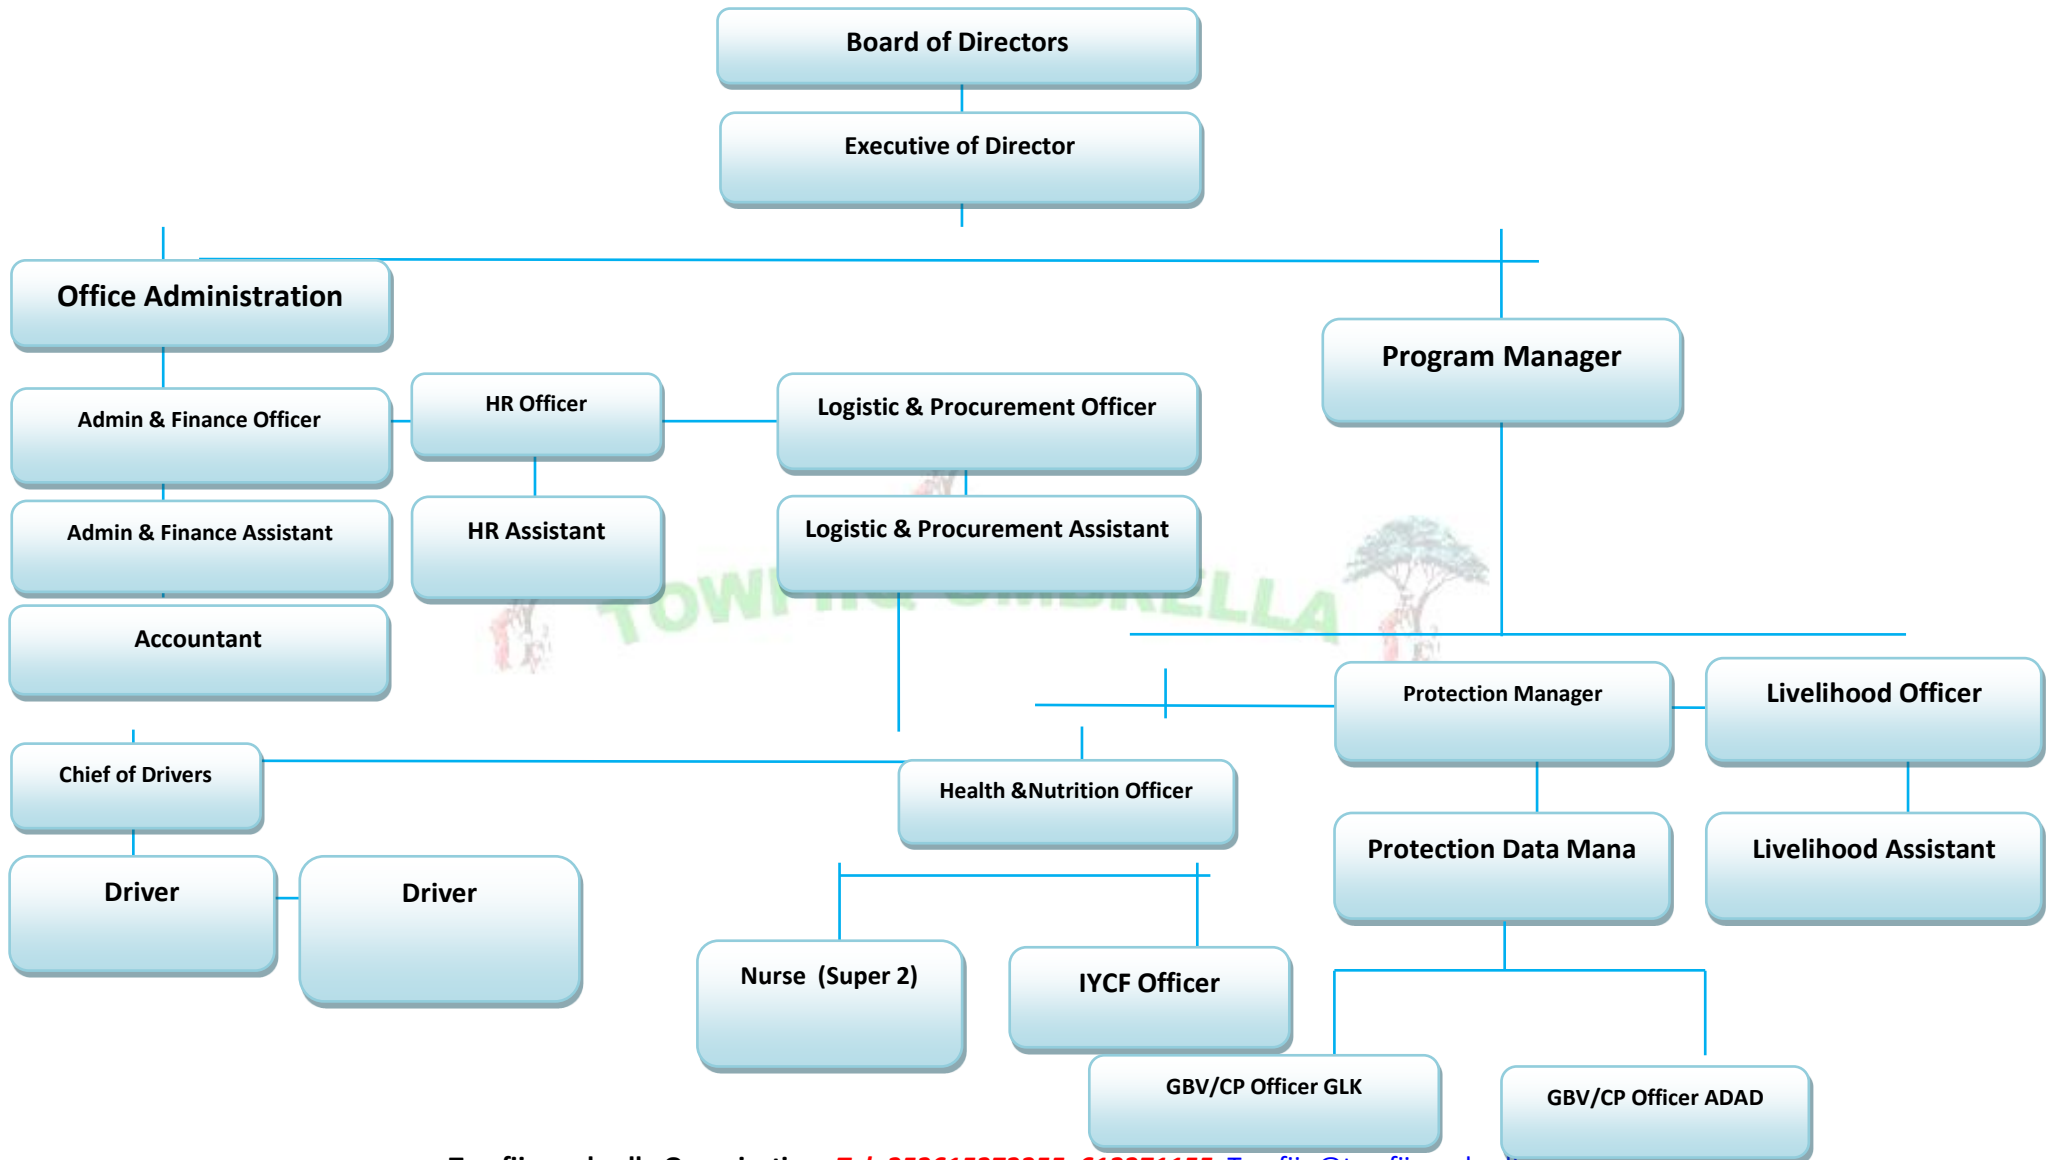 Board of Directors
Executive of Director
Office Administration
Program Manager
Admin & Finance Officer
HR Officer
Logistic & Procurement Officer
Admin & Finance Assistant
HR Assistant
Logistic & Procurement Assistant
Accountant
Protection Manager
Livelihood Officer
Chief of Drivers
Health &Nutrition Officer
Protection Data Mana
Livelihood Assistant
Driver
Driver
Nurse  (Super 2)
IYCF Officer
GBV/CP Officer GLK
GBV/CP Officer ADAD